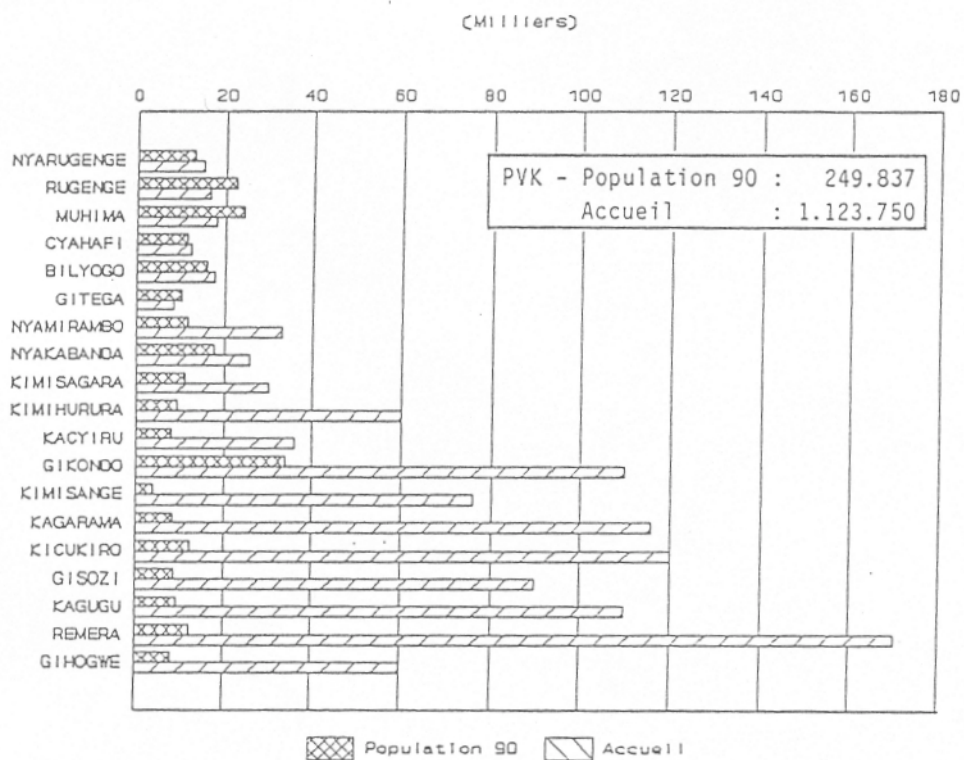 (Milliers)
0 20 40 60 80 100 120 140 160 180
PVK - Population 90 : 249.837
Accueil : 1.123.750
NYARUGENGE
RUGENGE
MUHIMA
CYAHAFI
BILYOGO
GITEGA
NYAMIRAMBO
NYAKABANDA
KIMISAGARA
KIMIHURURA
KACYIRU
GIKONDO
KIMISANGE
KAGARAMA
KICUKIRO
GISOZI
KAGUGU
REMERA
GIHOGWE
Population 90 Accueil